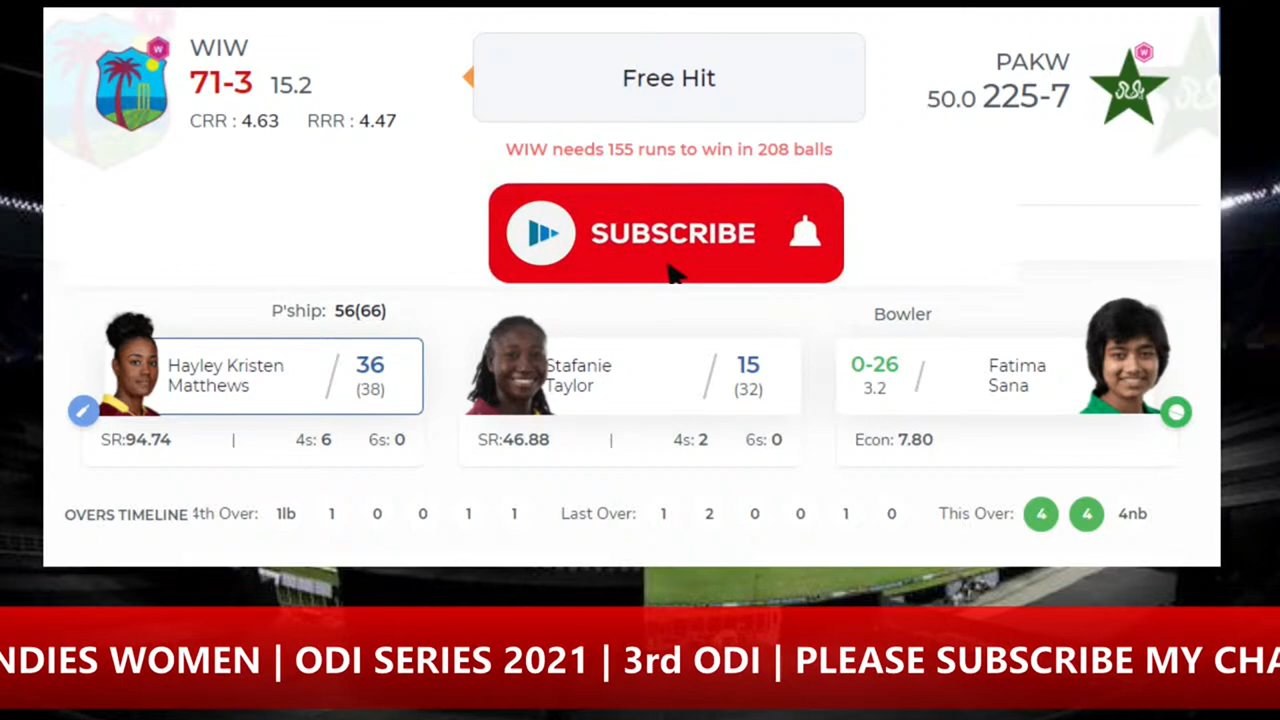 WIW
71-3 15.2
CRR : 4.63 RRR : 4.47
Free Hit
PAKW
50.0 225-7
WIW needs 155 runs to win in 208 balls
SUBSCRIBE
P'ship: 56(66)
Bowler
Hayley Kristen
Matthews
36
(38)
SR:94.74 | 4s: 6 6s: 0
Stafanie
Taylor
15
(32)
SR:46.88 | 4s: 2 6s: 0
0-26
3.2
Fatima
Sana
Econ: 7.80
OVERS TIMELINE 4th Over: 1lb 1 0 0 1 1 Last Over: 1 2 0 0 1 0 This Over: 4 4 4nb
NDIES WOMEN | ODI SERIES 2021 | 3rd ODI | PLEASE SUBSCRIBE MY CHA